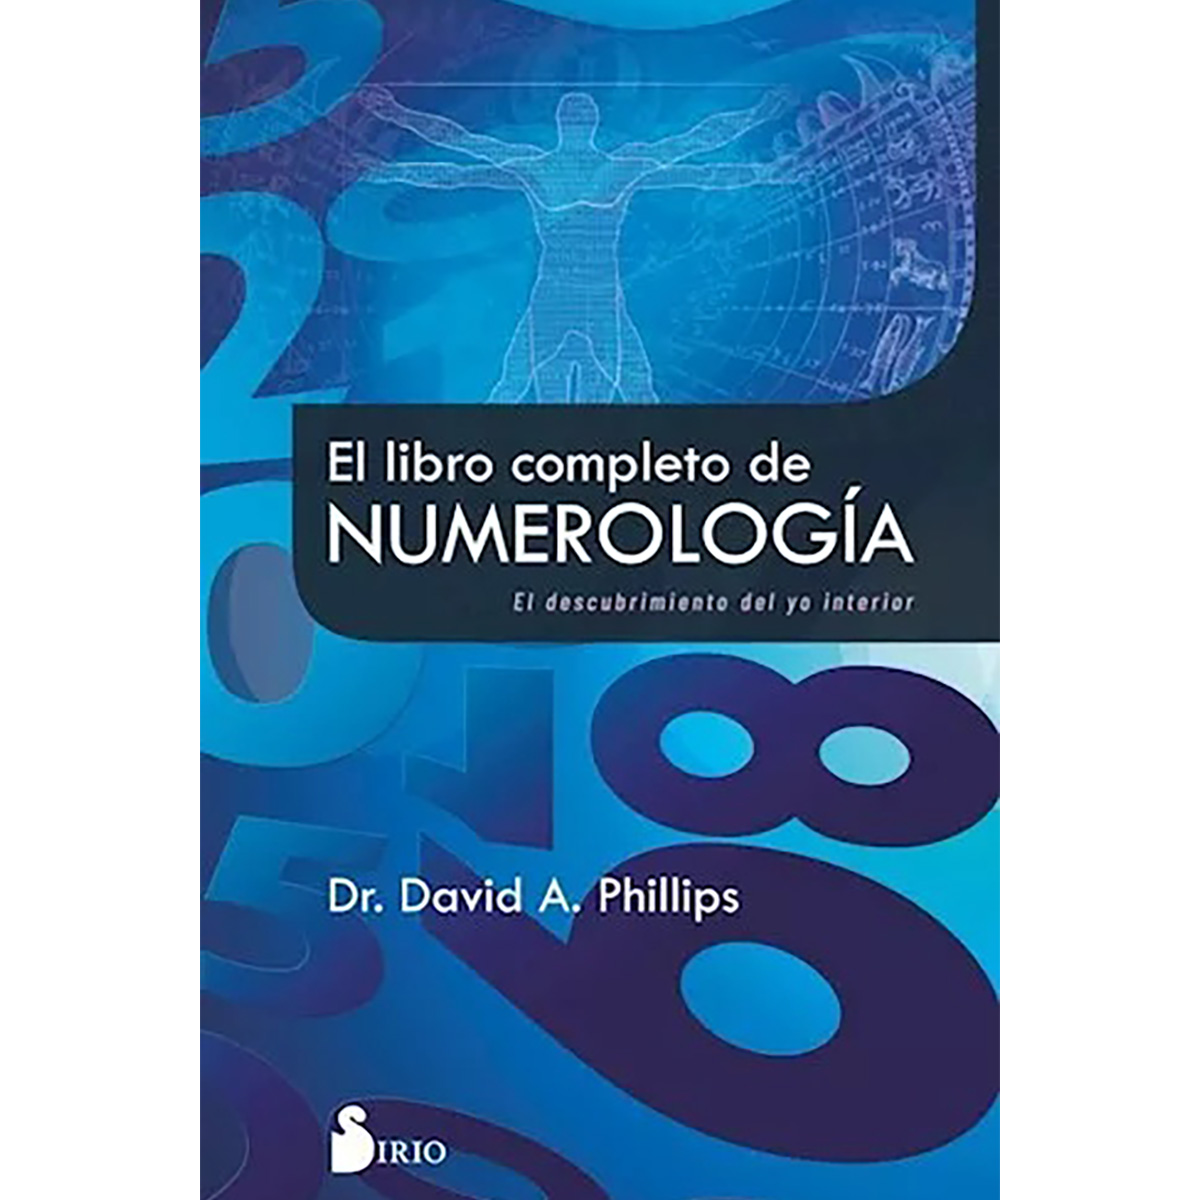 El libro completo de
NUMEROLOGÍA
El descubrimiento del yo interior
Dr. David A. Phillips
SIRIO